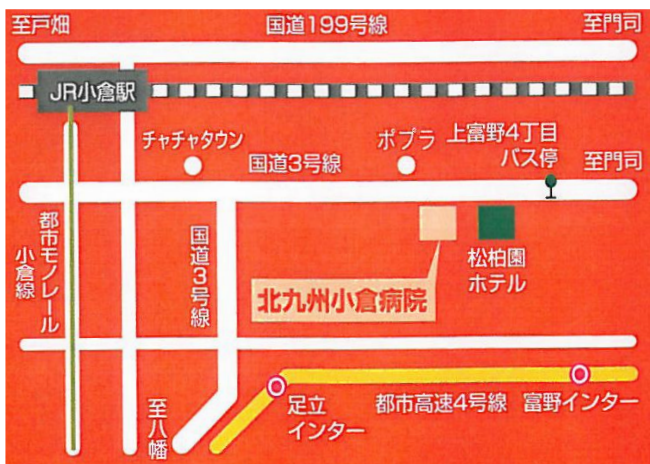 至戸畑
国道199号線
至門司
JR小倉駅
チャチャタウン
国道3号線
ポプラ
上富野4丁目
バス停
至門司
都市モノレール
小倉線
国道3号線
松柏園
ホテル
北九州小倉病院
至八幡
足立
インター
都市高速4号線
富野インター